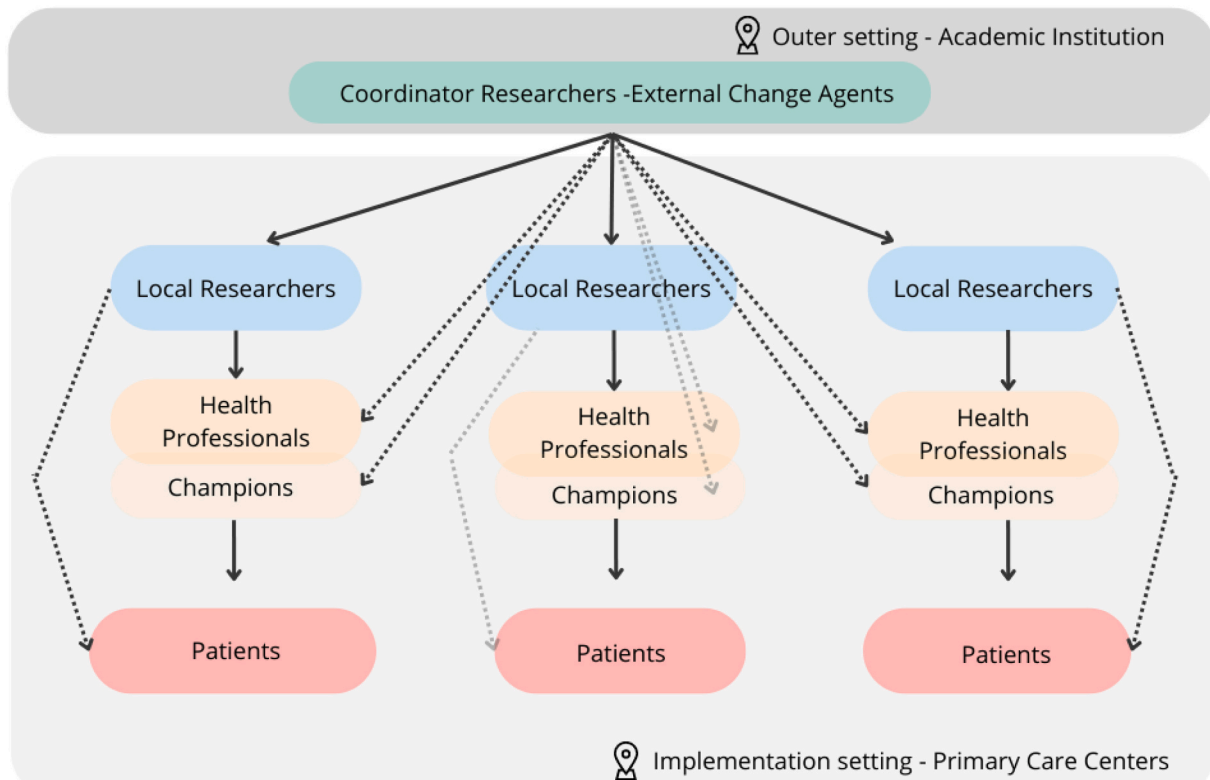 Outer setting - Academic Institution
Coordinator Researchers -External Change Agents
Local Researchers
Local Researchers
Local Researchers
Health
Professionals
Champions
Health
Professionals
Champions
Health
Professionals
Champions
Patients
Patients
Patients
Implementation setting - Primary Care Centers